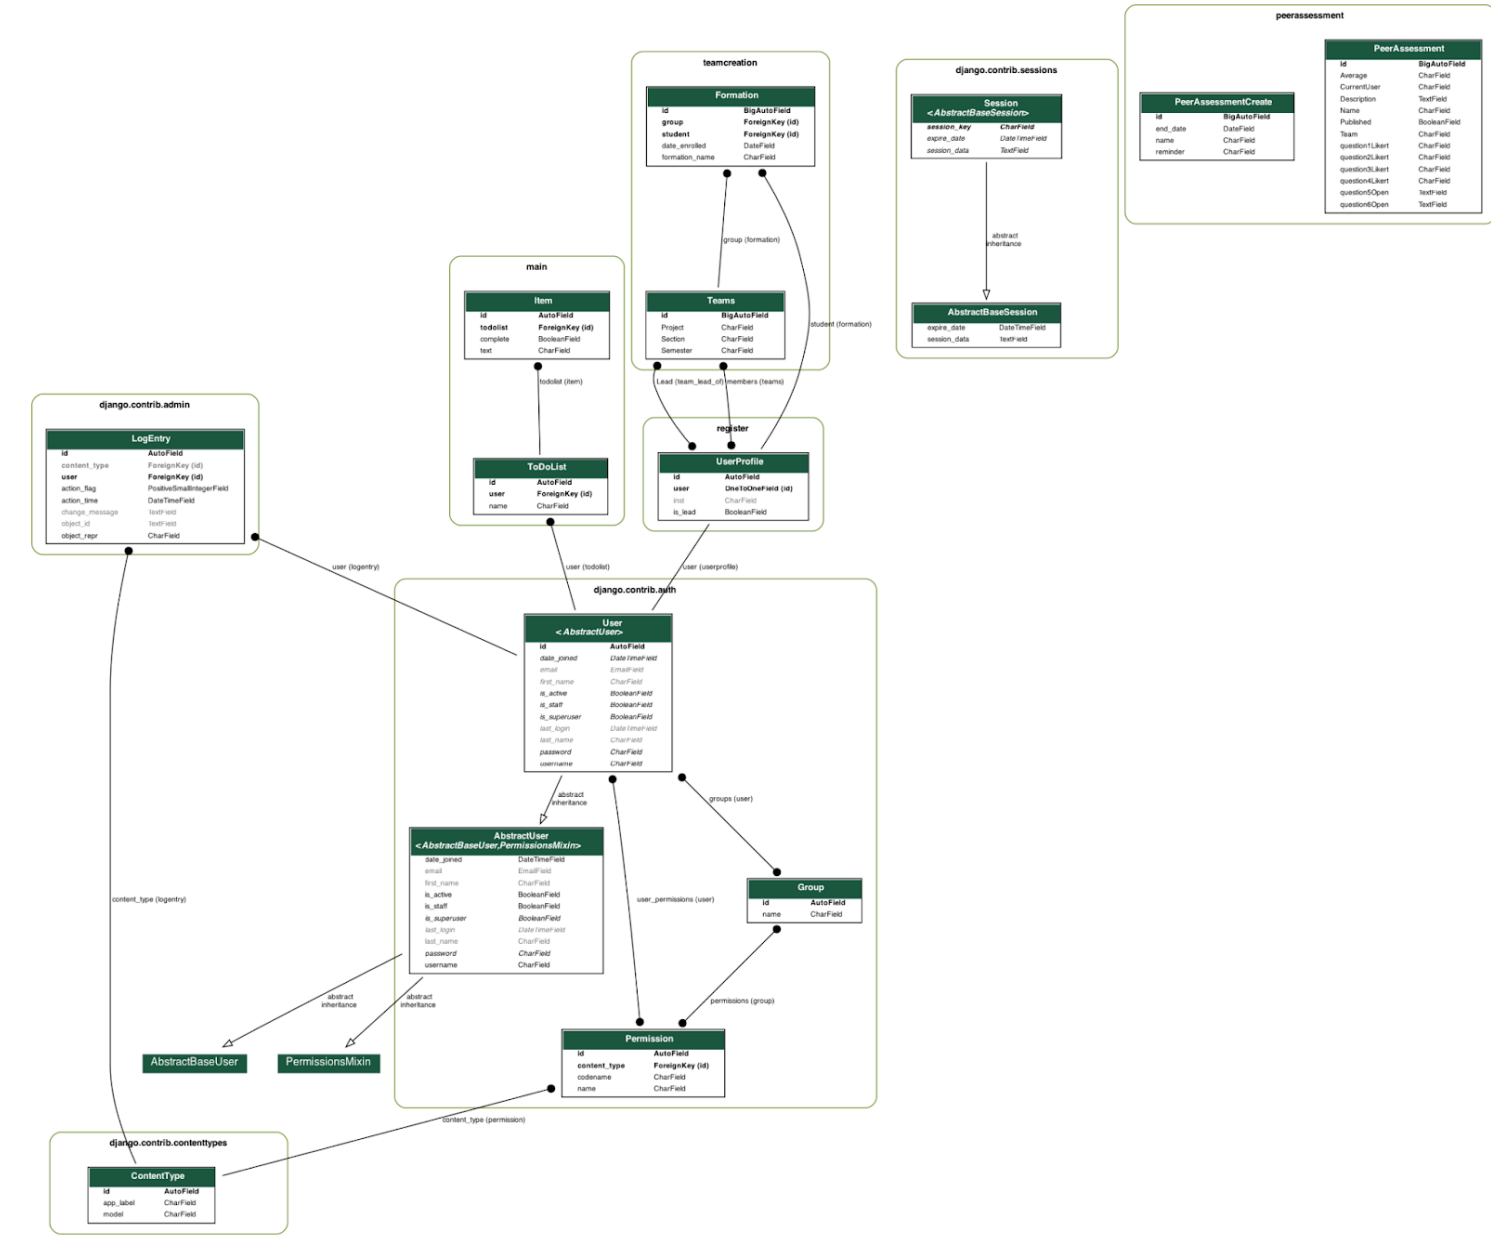 peerassessment
PeerAssessment
id BigAutoField
Average CharField
CurrentUser CharField
Description TextField
Name CharField
Published BooleanField
Team CharField
question1Likert CharField
question2Likert CharField
question3Likert CharField
question4Likert CharField
question5Open TextField
question6Open TextField
PeerAssessmentCreate
id BigAutoField
end_date DateField
name CharField
reminder CharField
django.contrib.sessions
Session
<AbstractBaseSession>
session_key CharField
expire_date DateTimeField
session_data TextField
abstract
inheritance
AbstractBaseSession
expire_date DateTimeField
session_data TextField
teamcreation
Formation
id BigAutoField
group ForeignKey (id)
student ForeignKey (id)
date_enrolled DateField
formation_name CharField
group (formation)
student (formation)
Teams
id BigAutoField
Project CharField
Section CharField
Semester CharField
Lead (team_lead_of)
members (teams)
main
Item
id AutoField
todolist ForeignKey (id)
complete BooleanField
text CharField
todolist (item)
ToDoList
id AutoField
user ForeignKey (id)
name CharField
register
UserProfile
id AutoField
user OneToOneField (id)
inst CharField
is_lead BooleanField
django.contrib.admin
LogEntry
id AutoField
content_type ForeignKey (id)
user ForeignKey (id)
action_flag PositiveSmallIntegerField
action_time DateTimeField
change_message TextField
object_id TextField
object_repr CharField
user (logentry)
user (todolist)
user (userprofile)
django.contrib.auth
User
<AbstractUser>
id AutoField
date_joined DateTimeField
email EmailField
first_name CharField
is_active BooleanField
is_staff BooleanField
is_superuser BooleanField
last_login DateTimeField
last_name CharField
password CharField
username CharField
abstract
inheritance
groups (user)
AbstractUser
<AbstractBaseUser,PermissionsMixin>
date_joined DateTimeField
email EmailField
first_name CharField
is_active BooleanField
is_staff BooleanField
is_superuser BooleanField
last_login DateTimeField
last_name CharField
password CharField
username CharField
user_permissions (user)
Group
id AutoField
name CharField
content_type (logentry)
permissions (group)
abstract
inheritance
abstract
inheritance
AbstractBaseUser
PermissionsMixin
Permission
id AutoField
content_type ForeignKey (id)
codename CharField
name CharField
content_type (permission)
django.contrib.contenttypes
ContentType
id AutoField
app_label CharField
model CharField